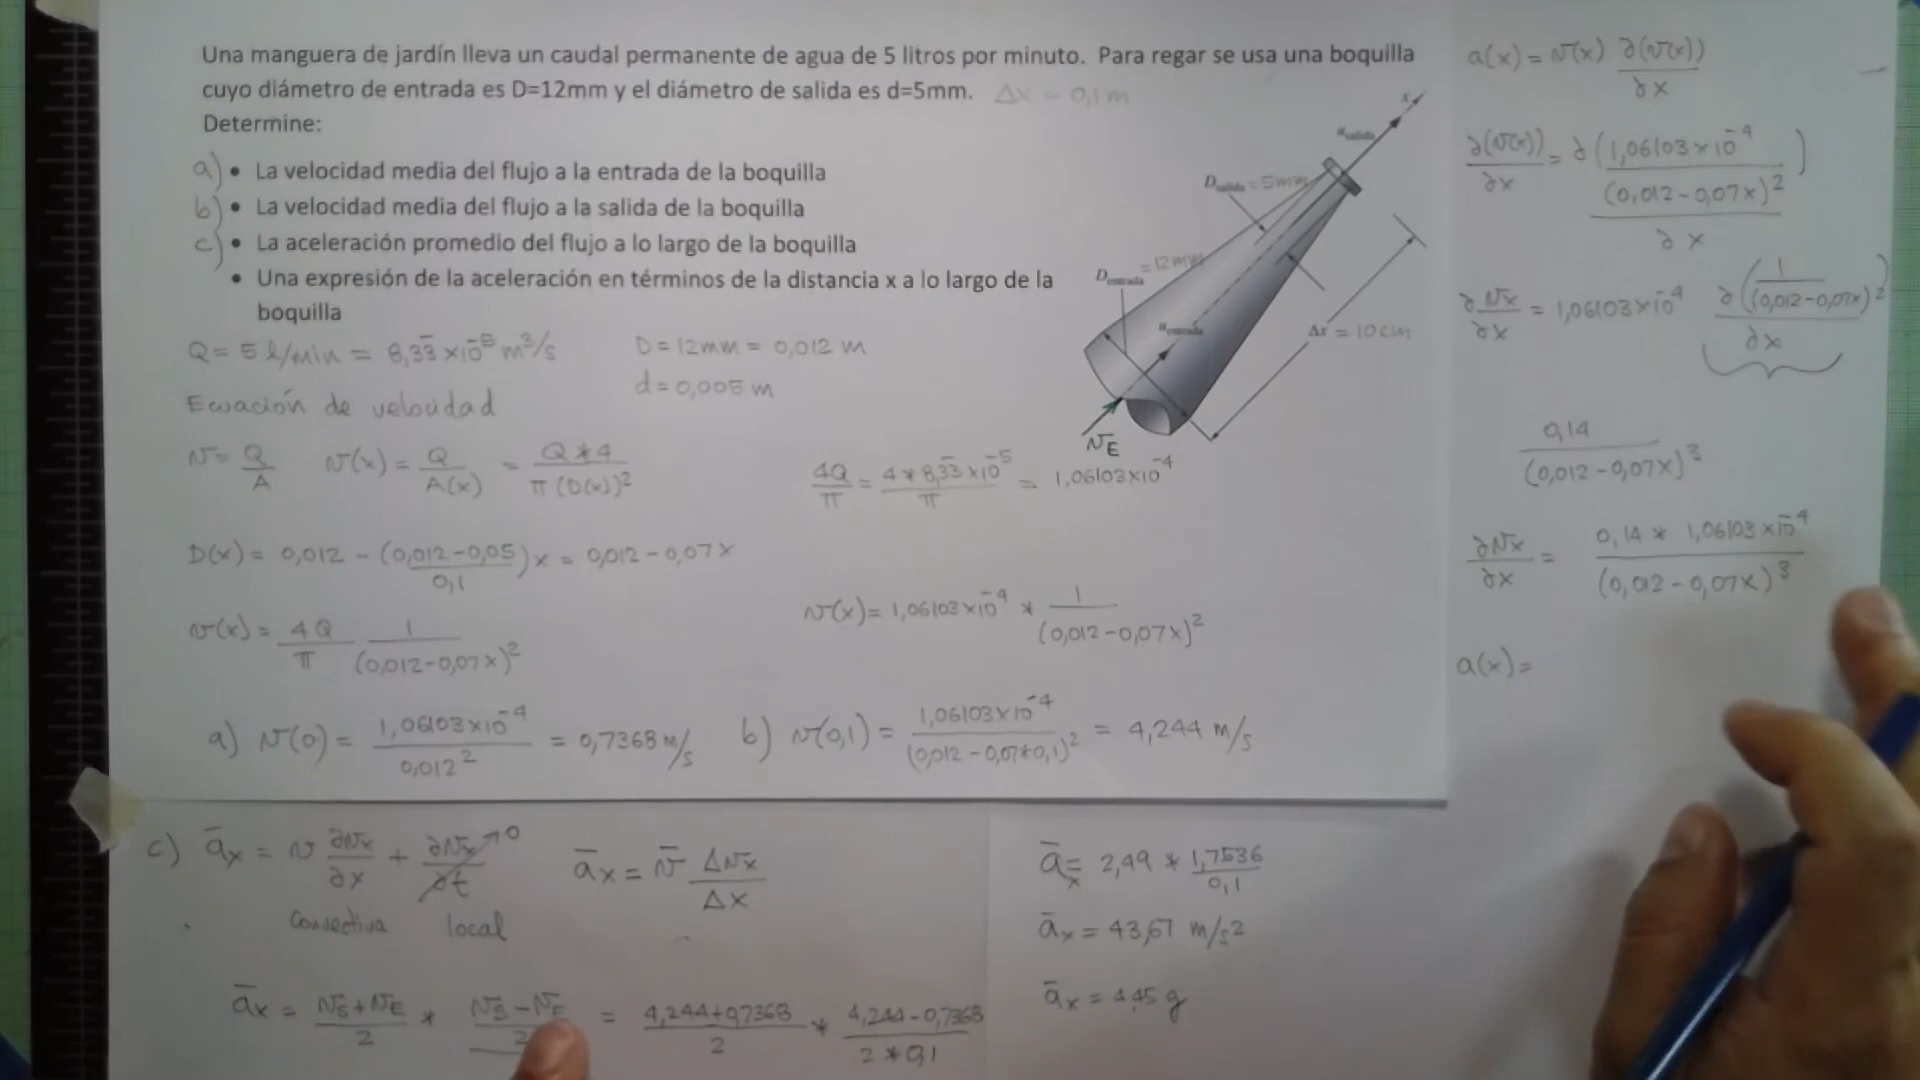 Una manguera de jardín lleva un caudal permanente de agua de 5 litros por minuto. Para regar se usa una boquilla
cuyo diámetro de entrada es D=12mm y el diámetro de salida es d=5mm. Δx = 0,1 m
Determine:
a) • La velocidad media del flujo a la entrada de la boquilla
b) • La velocidad media del flujo a la salida de la boquilla
c) • La aceleración promedio del flujo a lo largo de la boquilla
• Una expresión de la aceleración en términos de la distancia x a lo largo de la
boquilla
x
u salida
D salida = 5mm
D entrada = 12mm
u entrada
Δx = 10cm
N_E
Q = 5 l/min = 8,33̅ x 10⁻⁵ m³/s
D = 12mm = 0,012 m
d = 0,005 m
Ecuación de velocidad
v = Q/A v(x) = Q/A(x) = Q*4/π(D(x))²
4Q/π = 4*8,33̅x10⁻⁵/π = 1,06103x10⁻⁴
D(x) = 0,012 - ((0,012-0,05)/0,1)x = 0,012-0,07x
v(x) = 4Q/π 1/(0,012-0,07x)²
v(x) = 1,06103x10⁻⁴ * 1/(0,012-0,07x)²
a) v(0) = 1,06103x10⁻⁴/0,012² = 0,7368 m/s
b) v(0,1) = 1,06103x10⁻⁴/(0,012-0,07*0,1)² = 4,244 m/s
c) a̅x = v ∂vx/∂x + ∂vx/∂t ↗0
Convectiva local
a̅x = v̅ Δvx/Δx
a̅x = (vS+vE)/2 * (vS-vE)/2 = (4,244+0,7368)/2 * (4,244-0,7368)/(2*0,1)
a̅x = 2,49 * 1,7536/0,1
a̅x = 43,67 m/s2
a̅x = 4,45 g
a(x) = v(x) ∂(v(x))/∂x
∂(v(x))/∂x = ∂(1,06103x10⁻⁴/(0,012-0,07x)²)/∂x
∂vx/∂x = 1,06103x10⁻⁴ ∂(1/(0,012-0,07x)²)/∂x
0,14/(0,012-0,07x)³
∂vx/∂x = 0,14 * 1,06103x10⁻⁴/(0,012-0,07x)³
a(x) =